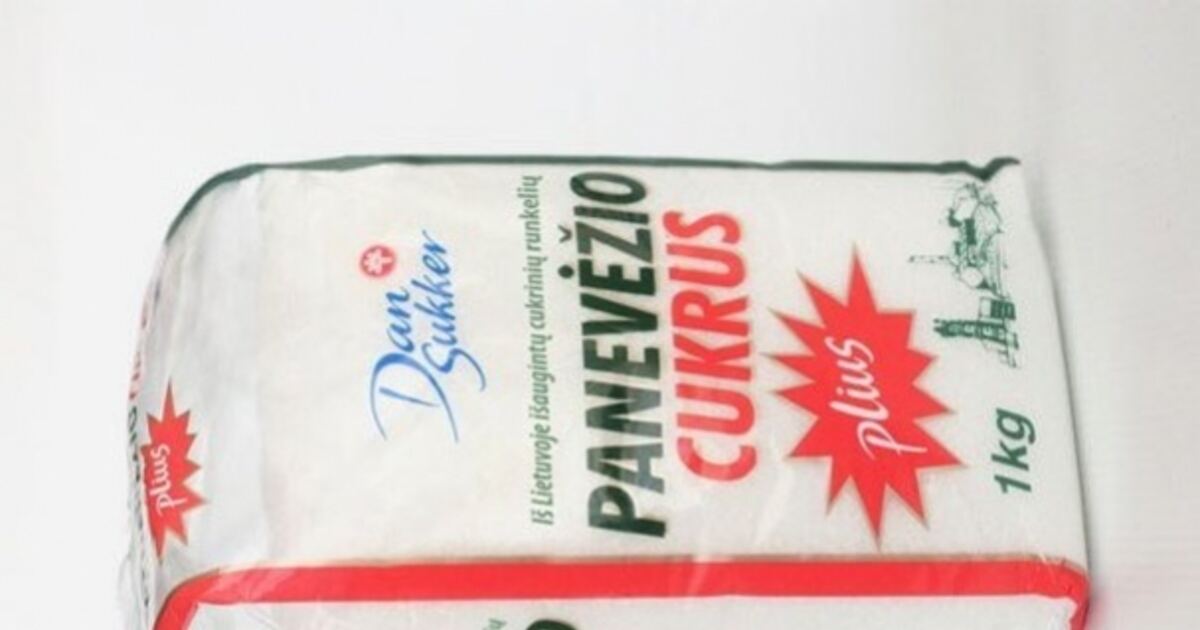 Dan
Sukker
Iš Lietuvoje išaugintų cukrinių runkelių
PANEVĖŽIO
CUKRUS
plius
1 kg
plius